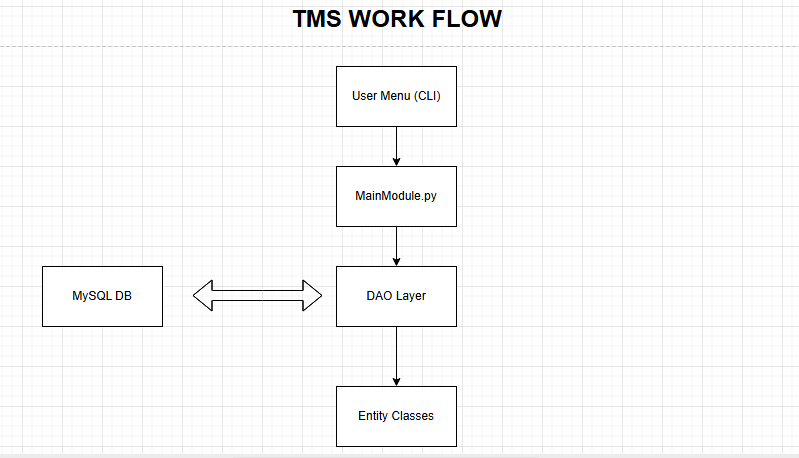 TMS WORK FLOW
User Menu (CLI)
MainModule.py
MySQL DB
DAO Layer
Entity Classes